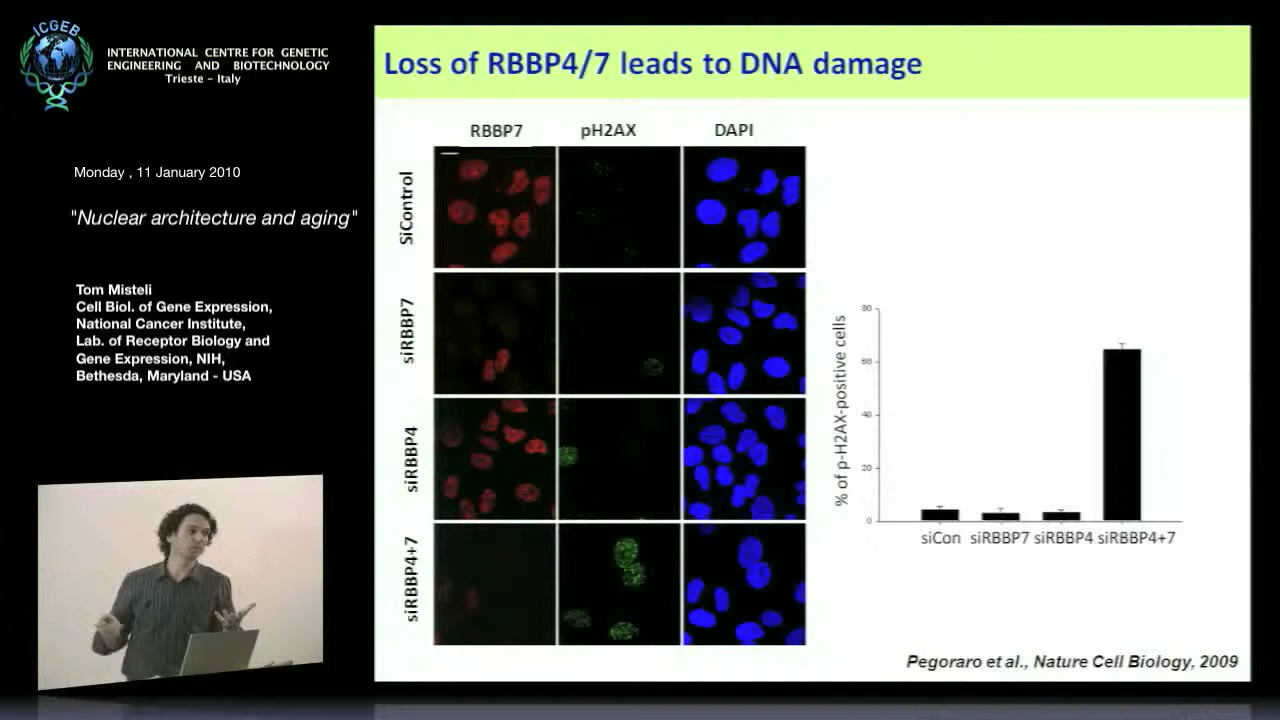 ICGEB
INTERNATIONAL CENTRE FOR GENETIC
ENGINEERING AND BIOTECHNOLOGY
Trieste - Italy
Monday , 11 January 2010
"Nuclear architecture and aging"
Tom Misteli
Cell Biol. of Gene Expression,
National Cancer Institute,
Lab. of Receptor Biology and
Gene Expression, NIH,
Bethesda, Maryland - USA
Loss of RBBP4/7 leads to DNA damage
RBBP7 pH2AX DAPI
SiControl
siRBBP7
siRBBP4
siRBBP4+7
% of p-H2AX-positive cells
80
60
40
20
0
siCon siRBBP7 siRBBP4 siRBBP4+7
Pegoraro et al., Nature Cell Biology, 2009